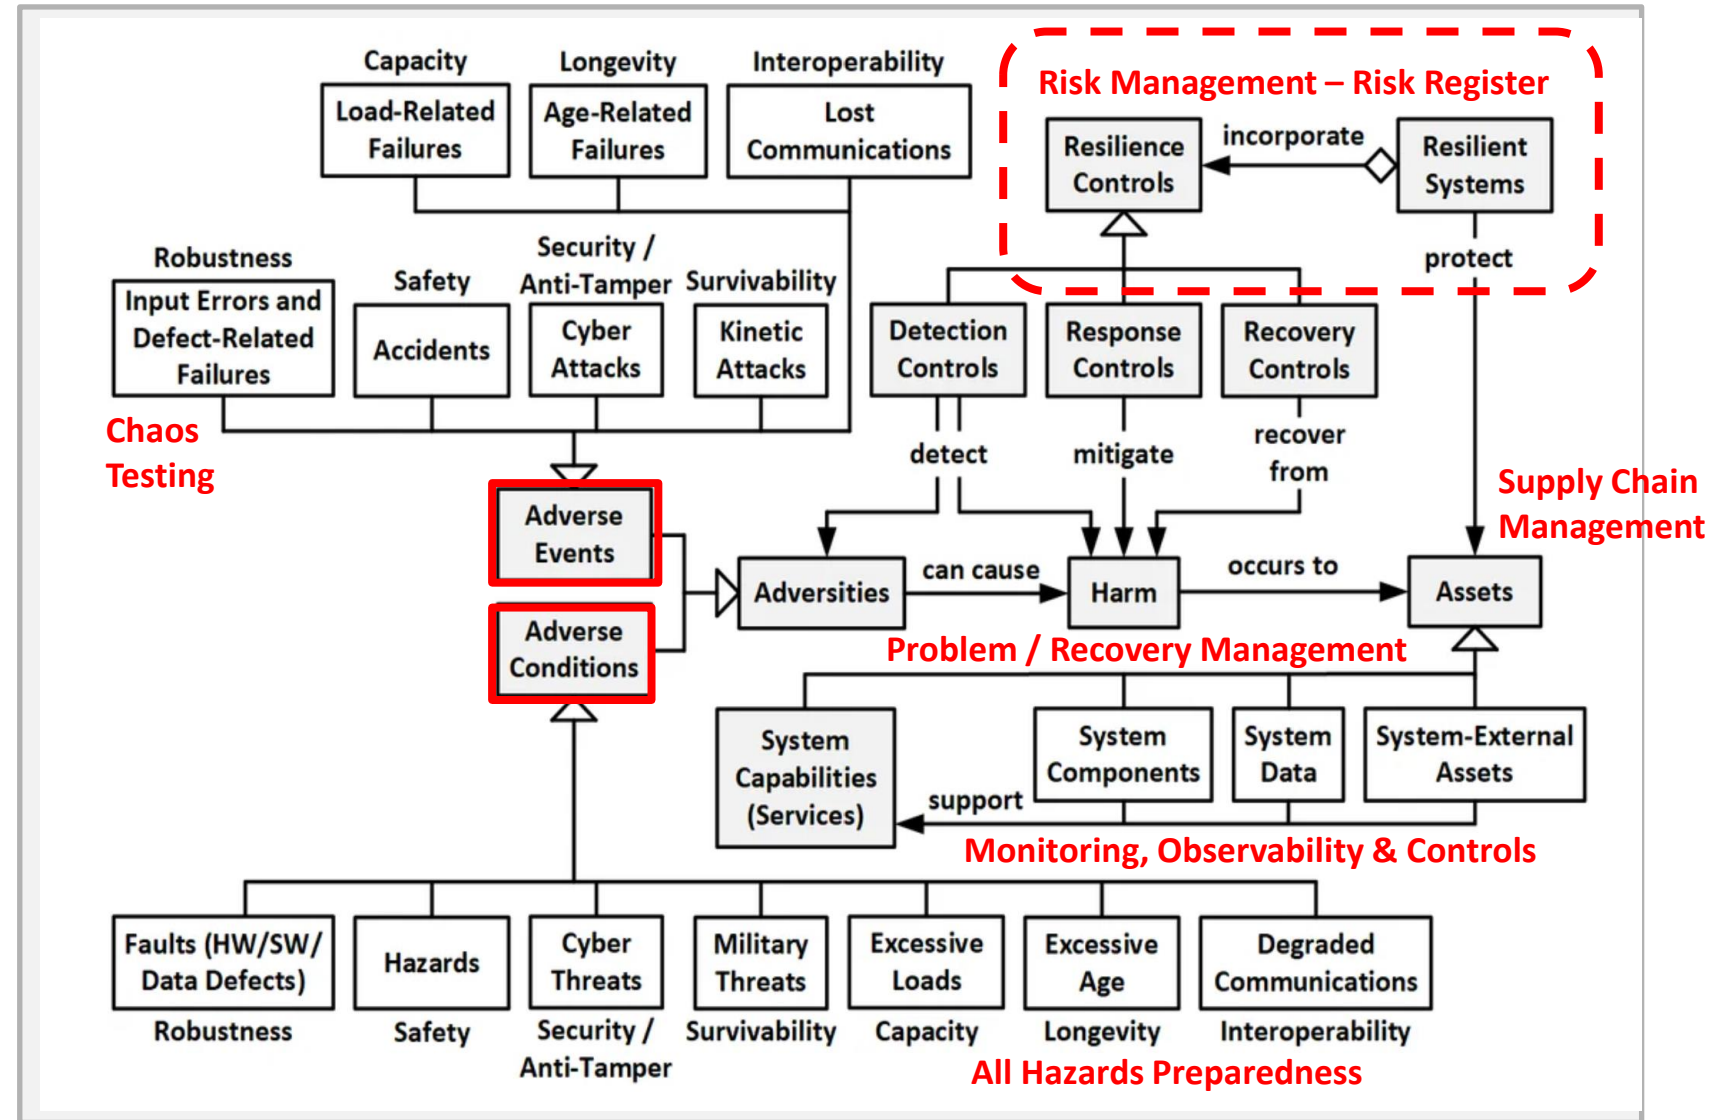 Capacity
Longevity
Interoperability
Load-Related
Failures
Age-Related
Failures
Lost
Communications
Risk Management – Risk Register
Resilience
Controls
incorporate
Resilient
Systems
protect
Robustness
Safety
Security /
Anti-Tamper
Survivability
Input Errors and
Defect-Related
Failures
Accidents
Cyber
Attacks
Kinetic
Attacks
Detection
Controls
Response
Controls
Recovery
Controls
Chaos
Testing
detect
mitigate
recover
from
Supply Chain
Management
Adverse
Events
Adverse
Conditions
Adversities
can cause
Harm
occurs to
Assets
Problem / Recovery Management
System
Capabilities
(Services)
System
Components
System
Data
System-External
Assets
support
Monitoring, Observability & Controls
Faults (HW/SW/
Data Defects)
Hazards
Cyber
Threats
Military
Threats
Excessive
Loads
Excessive
Age
Degraded
Communications
Robustness
Safety
Security /
Anti-Tamper
Survivability
Capacity
Longevity
Interoperability
All Hazards Preparedness